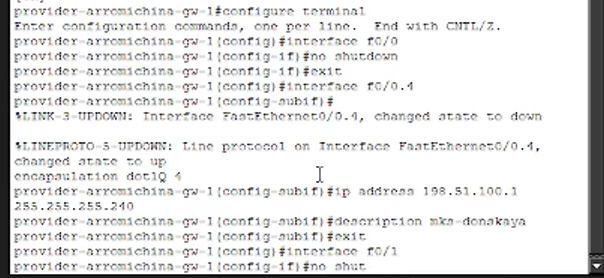 provider-arromichina-gw-1#configure terminal
Enter configuration commands, one per line.  End with CNTL/Z.
provider-arromichina-gw-1(config)#interface f0/0
provider-arromichina-gw-1(config-if)#no shutdown
provider-arromichina-gw-1(config-if)#exit
provider-arromichina-gw-1(config)#interface f0/0.4
provider-arromichina-gw-1(config-subif)#
%LINK-3-UPDOWN: Interface FastEthernet0/0.4, changed state to down
%LINEPROTO-5-UPDOWN: Line protocol on Interface FastEthernet0/0.4,
changed state to up
encapsulation dot1Q 4
provider-arromichina-gw-1(config-subif)#ip address 198.51.100.1
255.255.255.240
provider-arromichina-gw-1(config-subif)#description mks-donskaya
provider-arromichina-gw-1(config-subif)#exit
provider-arromichina-gw-1(config)#interface f0/1
provider-arromichina-gw-1(config-if)#no shut